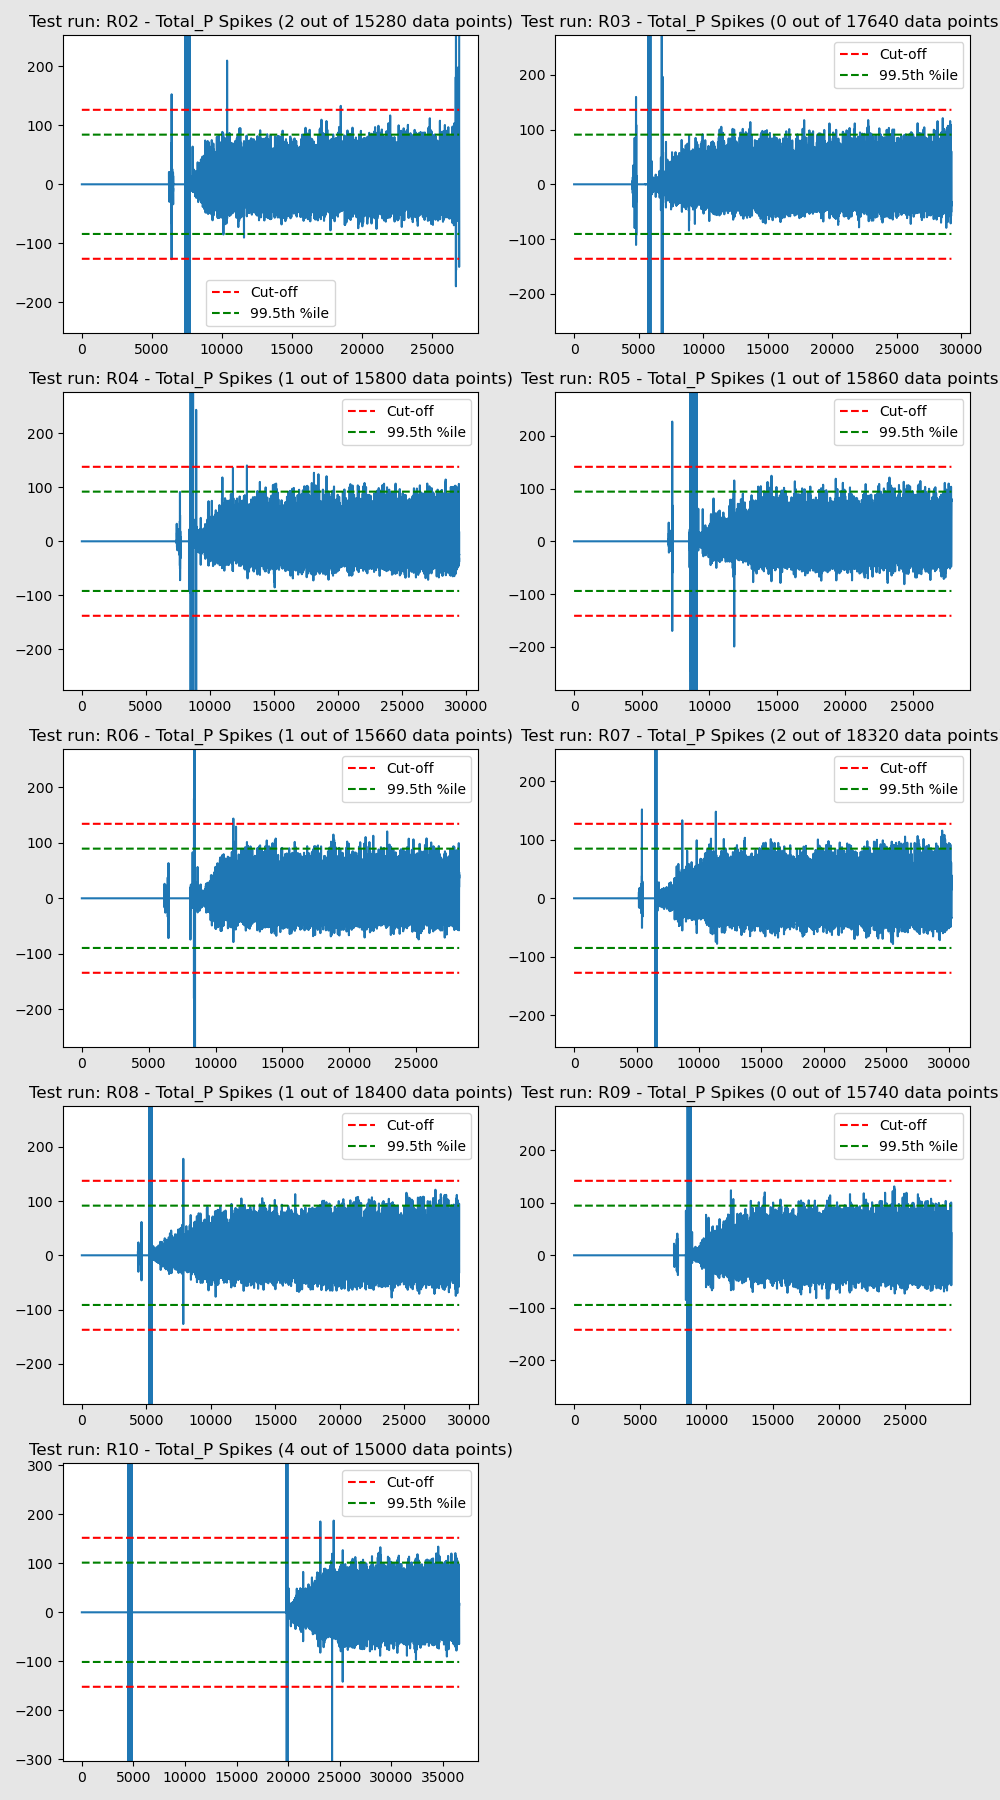 Test run: R02 - Total_P Spikes (2 out of 15280 data points)
200
100
0
−100
−200
Cut-off
99.5th %ile
0 5000 10000 15000 20000 25000
Test run: R03 - Total_P Spikes (0 out of 17640 data points
200
100
0
−100
−200
Cut-off
99.5th %ile
0 5000 10000 15000 20000 25000 30000
Test run: R04 - Total_P Spikes (1 out of 15800 data points)
200
100
0
−100
−200
Cut-off
99.5th %ile
0 5000 10000 15000 20000 25000 30000
Test run: R05 - Total_P Spikes (1 out of 15860 data points
200
100
0
−100
−200
Cut-off
99.5th %ile
0 5000 10000 15000 20000 25000
Test run: R06 - Total_P Spikes (1 out of 15660 data points)
200
100
0
−100
−200
Cut-off
99.5th %ile
0 5000 10000 15000 20000 25000
Test run: R07 - Total_P Spikes (2 out of 18320 data points
200
100
0
−100
−200
Cut-off
99.5th %ile
0 5000 10000 15000 20000 25000 30000
Test run: R08 - Total_P Spikes (1 out of 18400 data points)
200
100
0
−100
−200
Cut-off
99.5th %ile
0 5000 10000 15000 20000 25000 30000
Test run: R09 - Total_P Spikes (0 out of 15740 data points
200
100
0
−100
−200
Cut-off
99.5th %ile
0 5000 10000 15000 20000 25000
Test run: R10 - Total_P Spikes (4 out of 15000 data points)
300
200
100
0
−100
−200
−300
Cut-off
99.5th %ile
0 5000 10000 15000 20000 25000 30000 35000